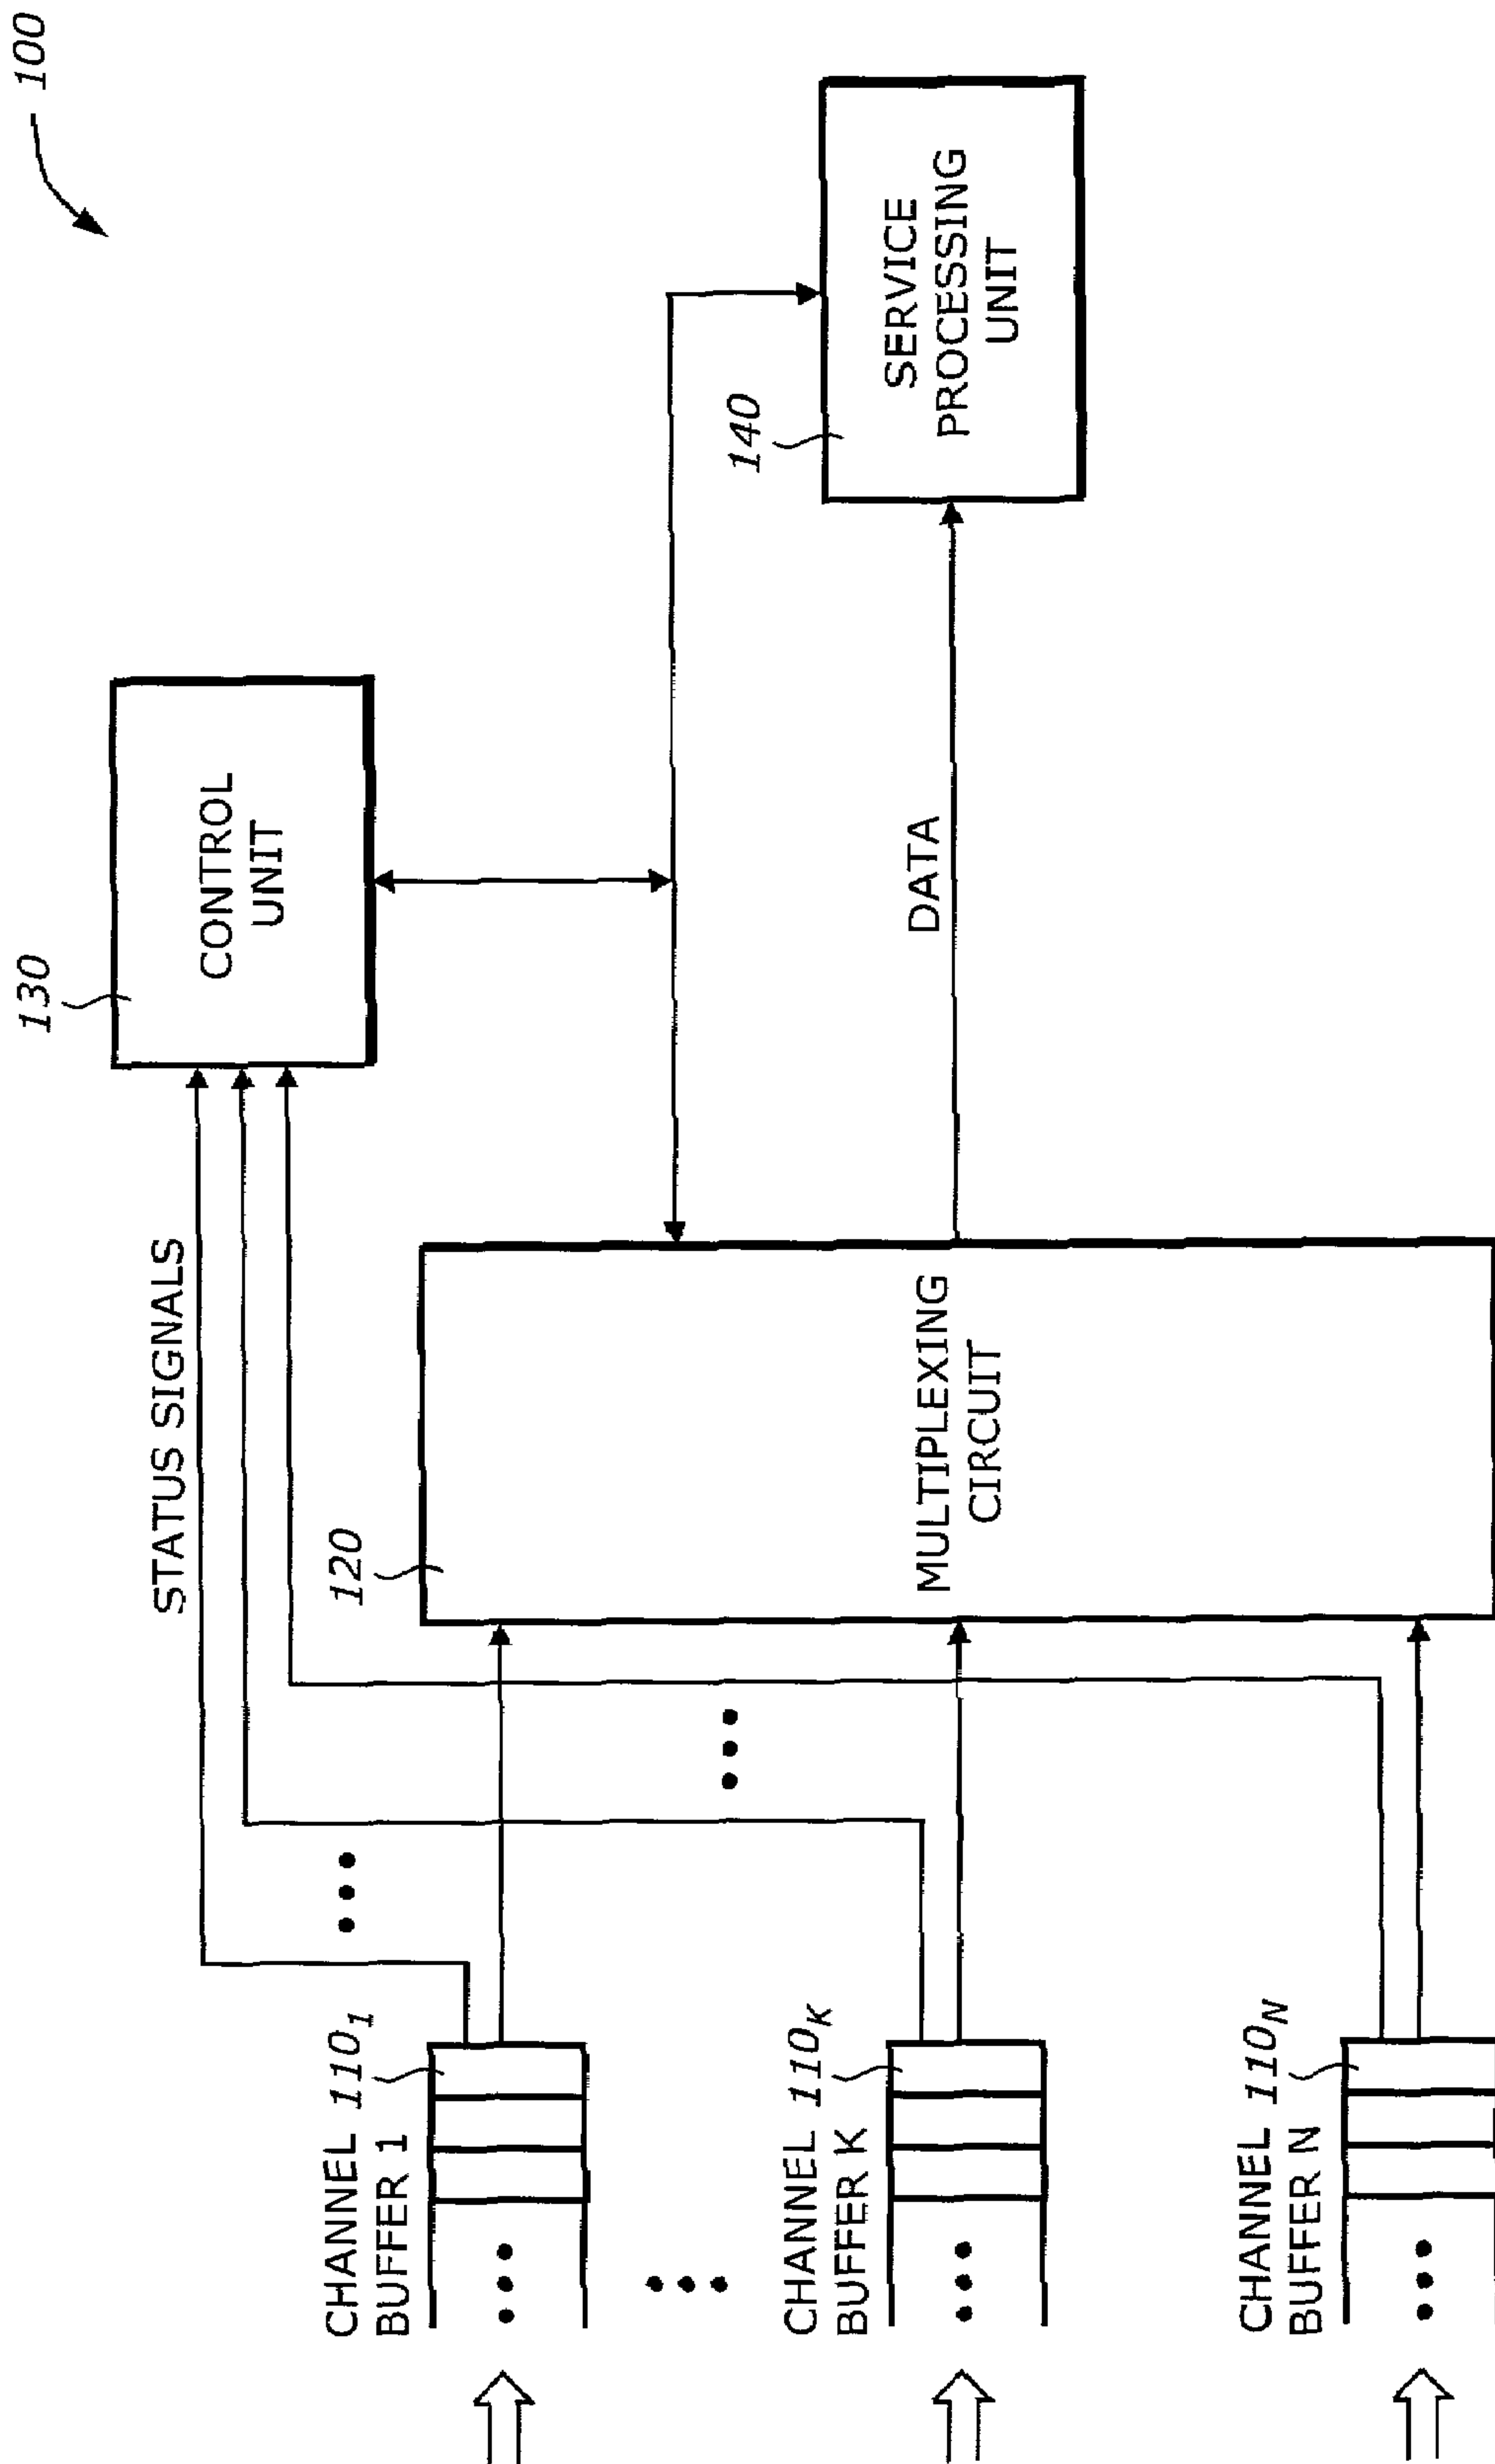 100
STATUS SIGNALS
130
CONTROL
UNIT
CHANNEL
BUFFER 1
110₁
120
MULTIPLEXING
CIRCUIT
DATA
140
SERVICE
PROCESSING
UNIT
CHANNEL
BUFFER K
110ₖ
CHANNEL
BUFFER N
110_N